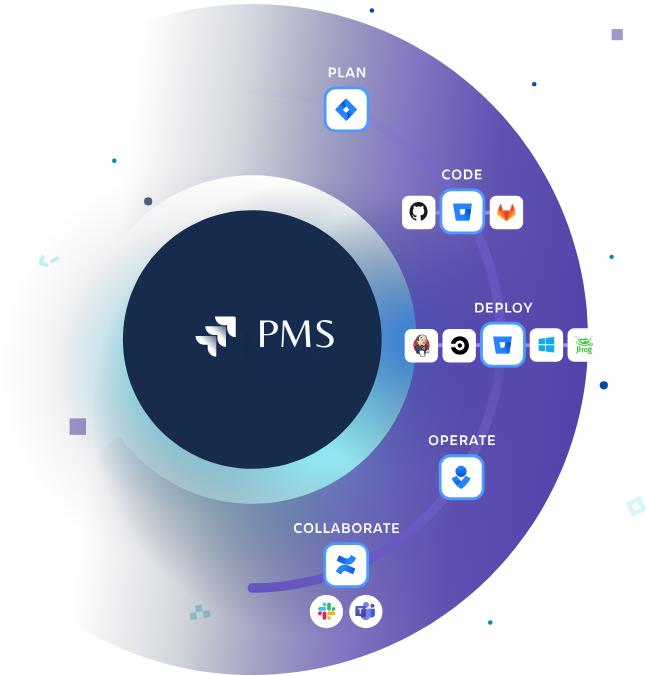 PLAN
CODE
PMS
DEPLOY
JFrog
OPERATE
COLLABORATE
T